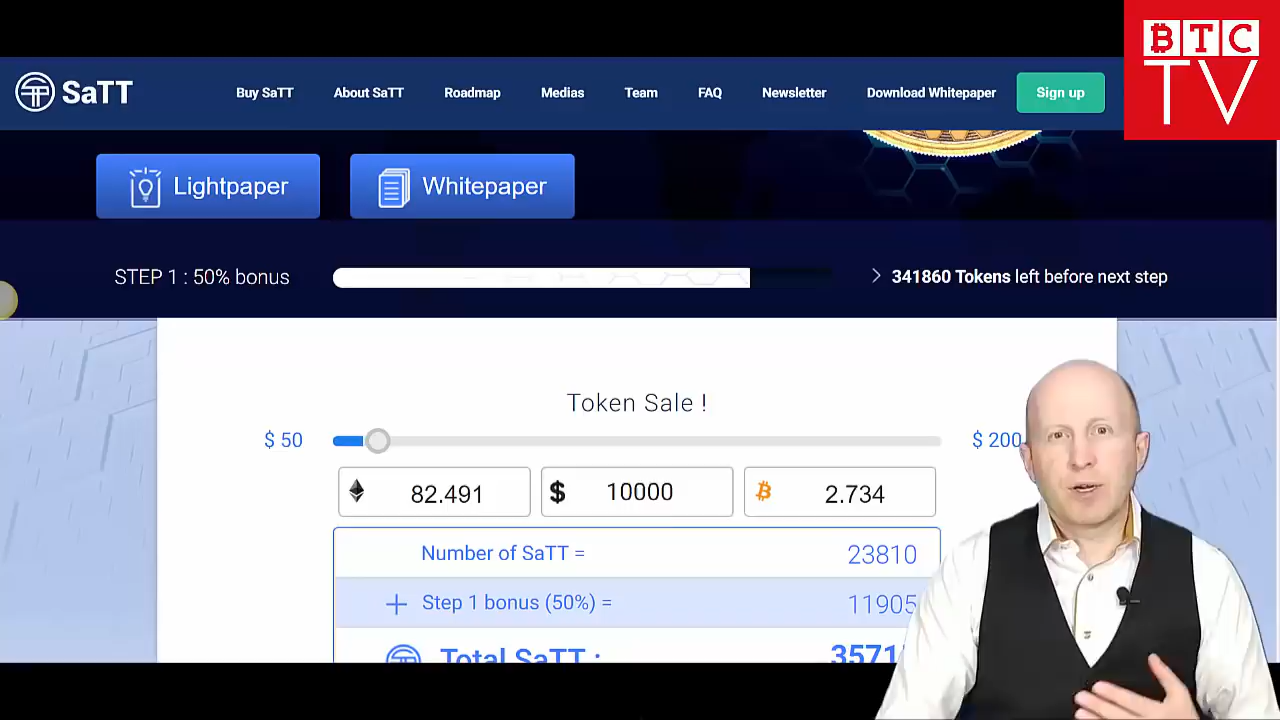 BTC
TV
SaTT
Buy SaTT
About SaTT
Roadmap
Medias
Team
FAQ
Newsletter
Download Whitepaper
Sign up
Lightpaper
Whitepaper
STEP 1 : 50% bonus
341860 Tokens left before next step
Token Sale !
$ 50
$ 200
82.491
$ 10000
2.734
Number of SaTT = 23810
+ Step 1 bonus (50%) = 11905
Total SaTT :